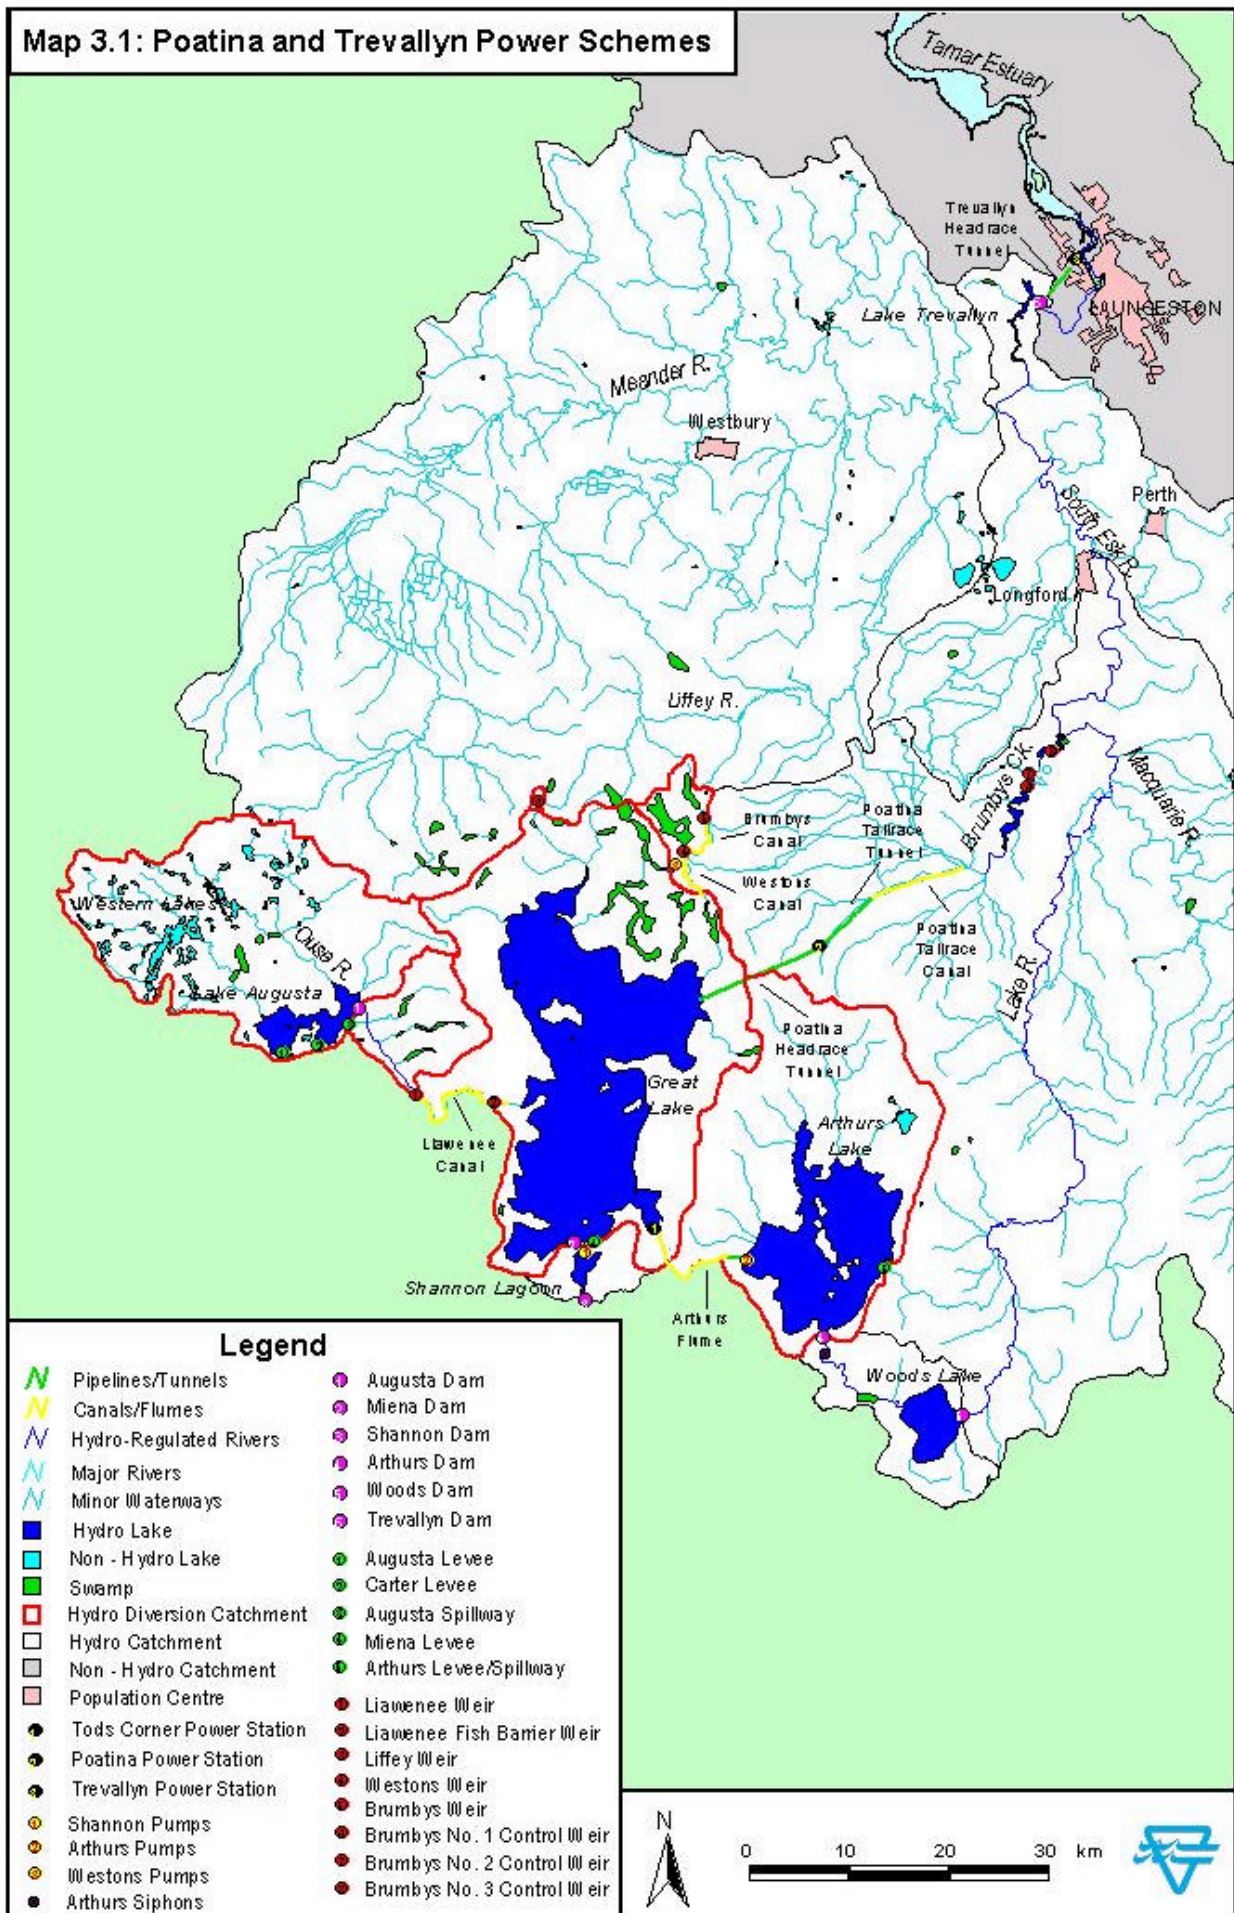 Map 3.1: Poatina and Trevallyn Power Schemes
Tamar Estuary
Trevallyn
Headrace
Tunnel
Lake Trevallyn
LAUNCESTON
Meander R.
Westbury
Perth
South Esk R.
Longford
Liffey R.
Brumbys Ck.
Macquarie R.
Poatina
Tailrace
Tunnel
Brumbys
Canal
Westons
Canal
Western Lakes
Ouse R.
Lake Augusta
Poatina
Tailrace
Canal
Lake R.
Poatina
Headrace
Tunnel
Great
Lake
Arthurs
Lake
Liawenee
Canal
Shannon Lagoon
Arthurs
Flume
Woods Lake
Legend
Pipelines/Tunnels
Canals/Flumes
Hydro-Regulated Rivers
Major Rivers
Minor Waterways
Hydro Lake
Non - Hydro Lake
Swamp
Hydro Diversion Catchment
Hydro Catchment
Non - Hydro Catchment
Population Centre
Tods Corner Power Station
Poatina Power Station
Trevallyn Power Station
Shannon Pumps
Arthurs Pumps
Westons Pumps
Arthurs Siphons
Augusta Dam
Miena Dam
Shannon Dam
Arthurs Dam
Woods Dam
Trevallyn Dam
Augusta Levee
Carter Levee
Augusta Spillway
Miena Levee
Arthurs Levee/Spillway
Liawenee Weir
Liawenee Fish Barrier Weir
Liffey Weir
Westons Weir
Brumbys Weir
Brumbys No. 1 Control Weir
Brumbys No. 2 Control Weir
Brumbys No. 3 Control Weir
N
0 10 20 30 km